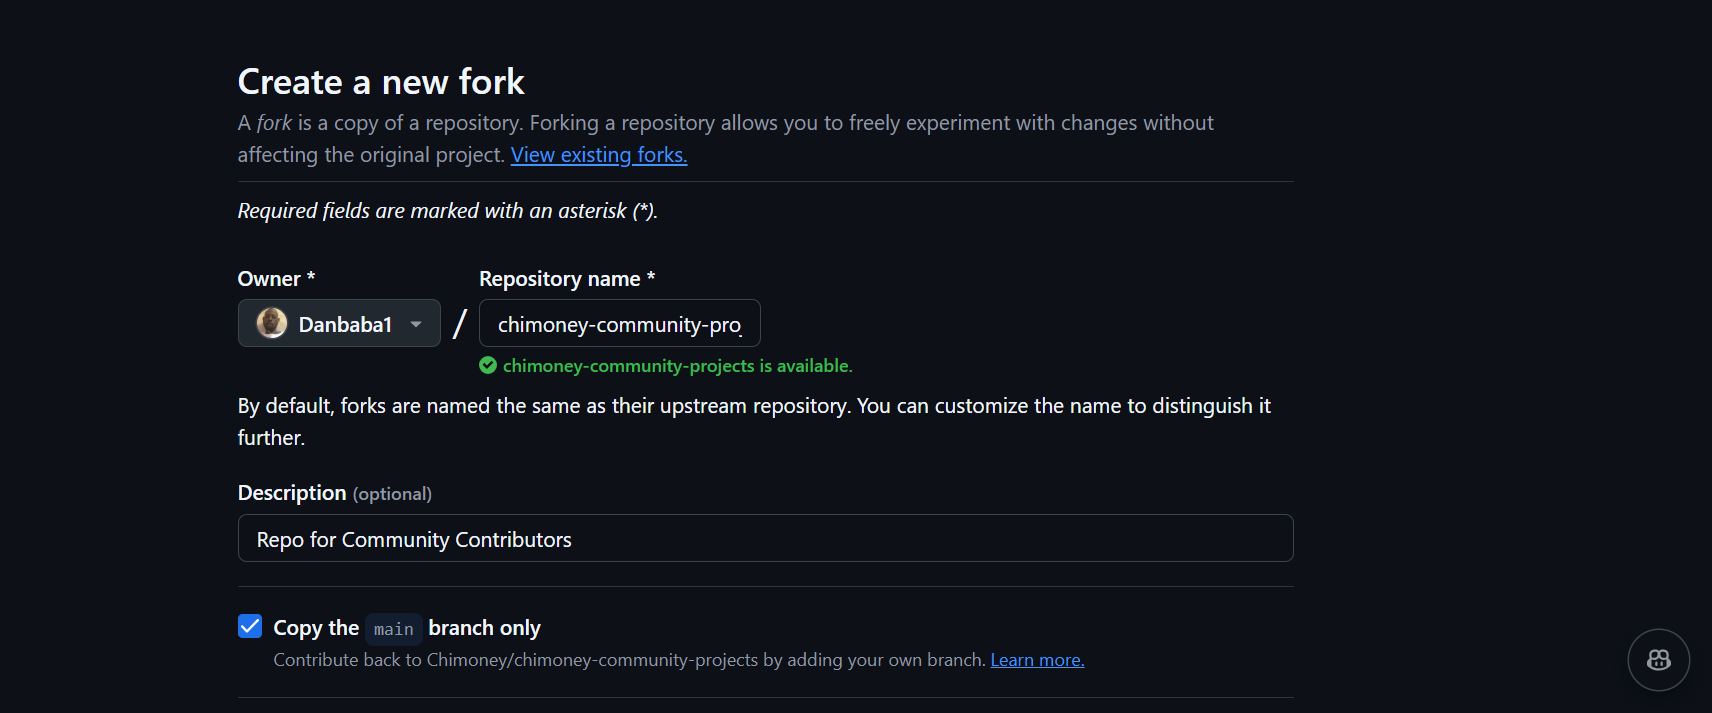 Create a new fork
A fork is a copy of a repository. Forking a repository allows you to freely experiment with changes without
affecting the original project. View existing forks.
Required fields are marked with an asterisk (*).
Owner *
Repository name *
Danbaba1
/
chimoney-community-pro
chimoney-community-projects is available.
By default, forks are named the same as their upstream repository. You can customize the name to distinguish it
further.
Description (optional)
Repo for Community Contributors
Copy the main branch only
Contribute back to Chimoney/chimoney-community-projects by adding your own branch. Learn more.